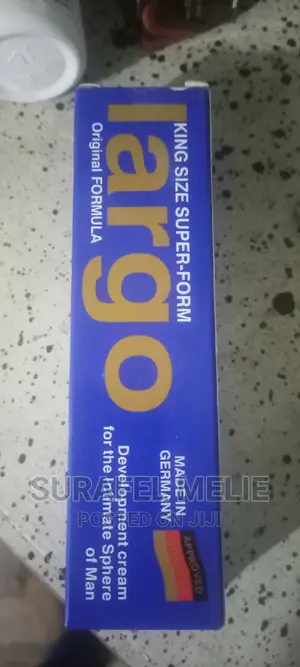 KING SIZE SUPER-FORM
largo
Original FORMULA
MADE IN
GERMANY
APPROVED
Development cream
for the Intimate Sphere
of Man
SURAFEL MELIE
POSTED ON JIJI